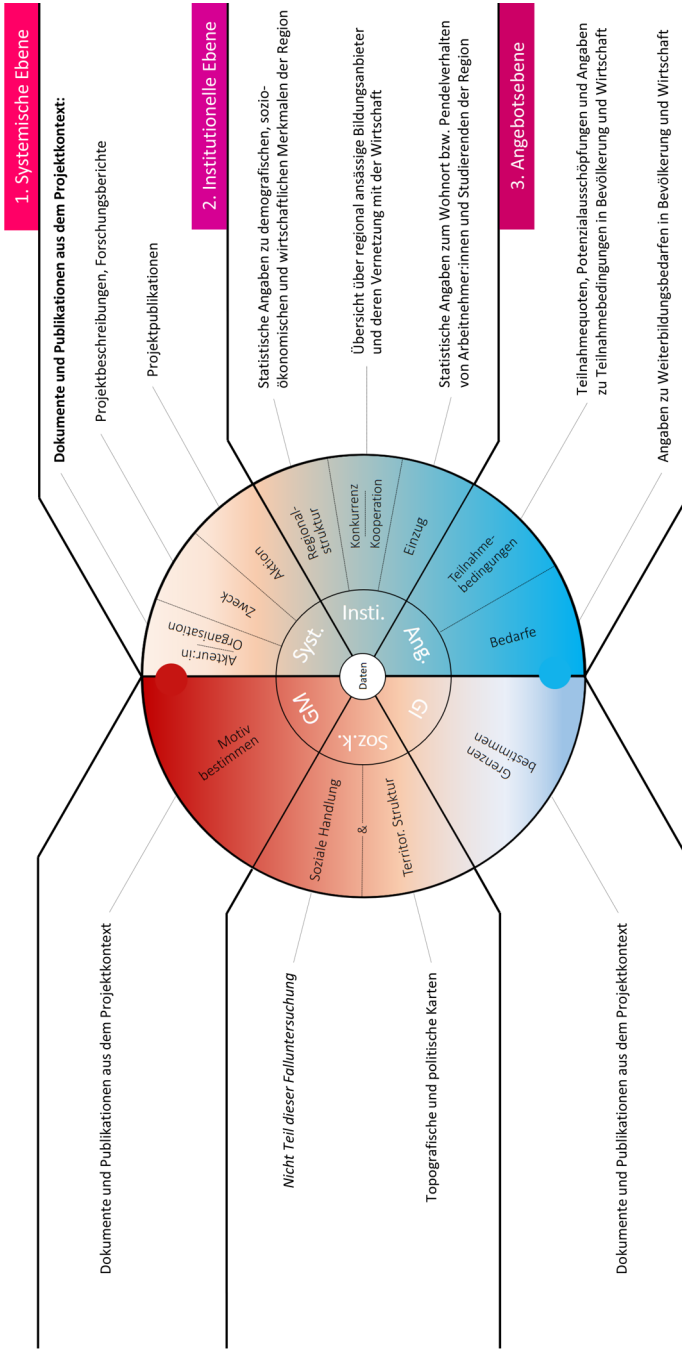 1. Systemische Ebene
Dokumente und Publikationen aus dem Projektkontext:
Projektbeschreibungen, Forschungsberichte
Projektpublikationen
2. Institutionelle Ebene
Statistische Angaben zu demografischen, sozio-
ökonomischen und wirtschaftlichen Merkmalen der Region
Übersicht über regional ansässige Bildungsanbieter
und deren Vernetzung mit der Wirtschaft
Statistische Angaben zum Wohnort bzw. Pendelverhalten
von Arbeitnehmer:innen und Studierenden der Region
3. Angebotsebene
Teilnahmequoten, Potenzialausschöpfungen und Angaben
zu Teilnahmebedingungen in Bevölkerung und Wirtschaft
Angaben zu Weiterbildungsbedarfen in Bevölkerung und Wirtschaft
Akteur:in
Organisation
Zweck
Aktion
Regional-
struktur
Konkurrenz
Kooperation
Einzug
Teilnahme-
bedingungen
Bedarfe
Syst.
Insti.
Ang.
Daten
GM
Soz.k.
GI
Motiv
bestimmen
Soziale Handlung
&
Territor. Struktur
Grenzen
bestimmen
Dokumente und Publikationen aus dem Projektkontext
Nicht Teil dieser Falluntersuchung
Topografische und politische Karten
Dokumente und Publikationen aus dem Projektkontext